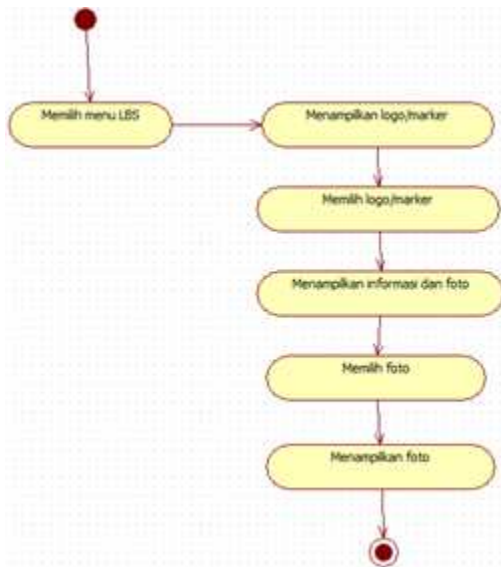 Memilih menu LBS
Menampilkan logo/marker
Memilih logo/marker
Menampilkan informasi dan foto
Memilih foto
Menampilkan foto